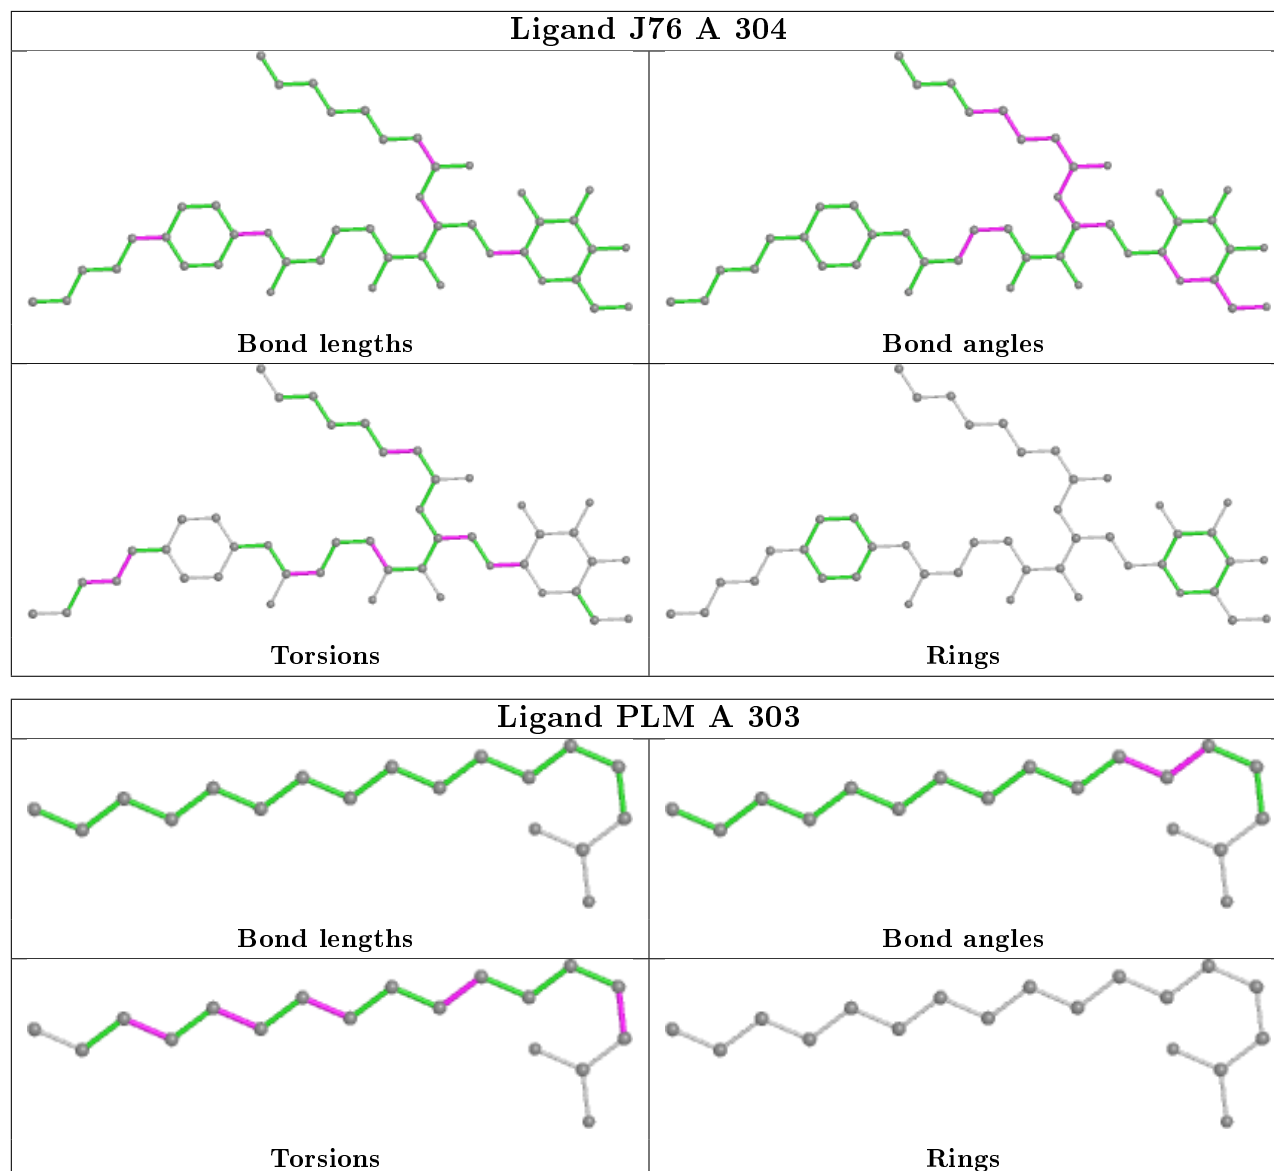 Ligand J76 A 304
Bond lengths
Bond angles
Torsions
Rings
Ligand PLM A 303
Bond lengths
Bond angles
Torsions
Rings